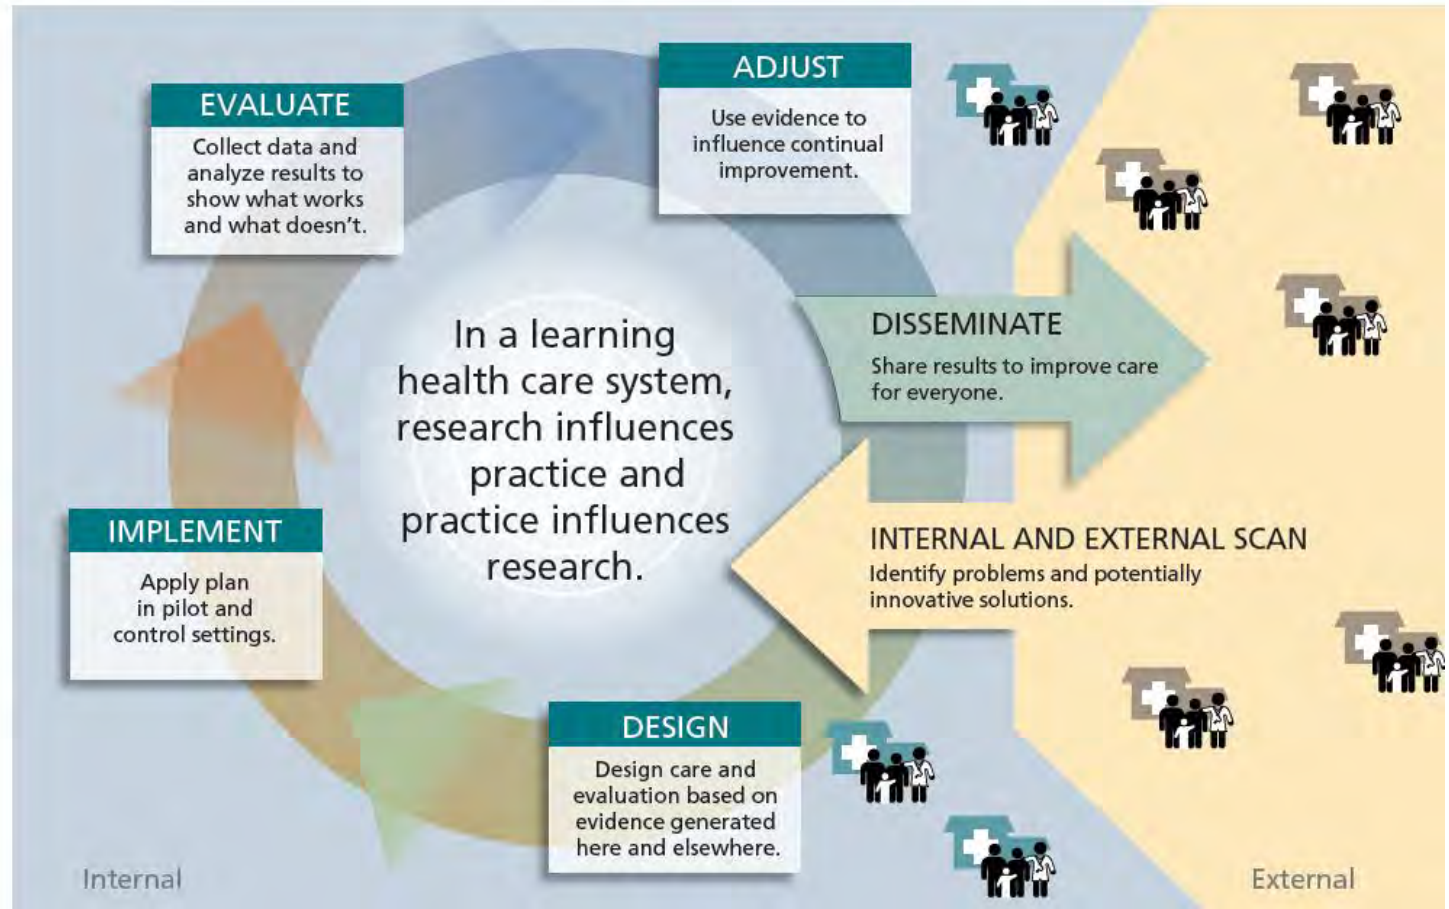 EVALUATE
Collect data and
analyze results to
show what works
and what doesn't.
ADJUST
Use evidence to
influence continual
improvement.
In a learning
health care system,
research influences
practice and
practice influences
research.
DISSEMINATE
Share results to improve care
for everyone.
INTERNAL AND EXTERNAL SCAN
Identify problems and potentially
innovative solutions.
IMPLEMENT
Apply plan
in pilot and
control settings.
DESIGN
Design care and
evaluation based on
evidence generated
here and elsewhere.
Internal
External